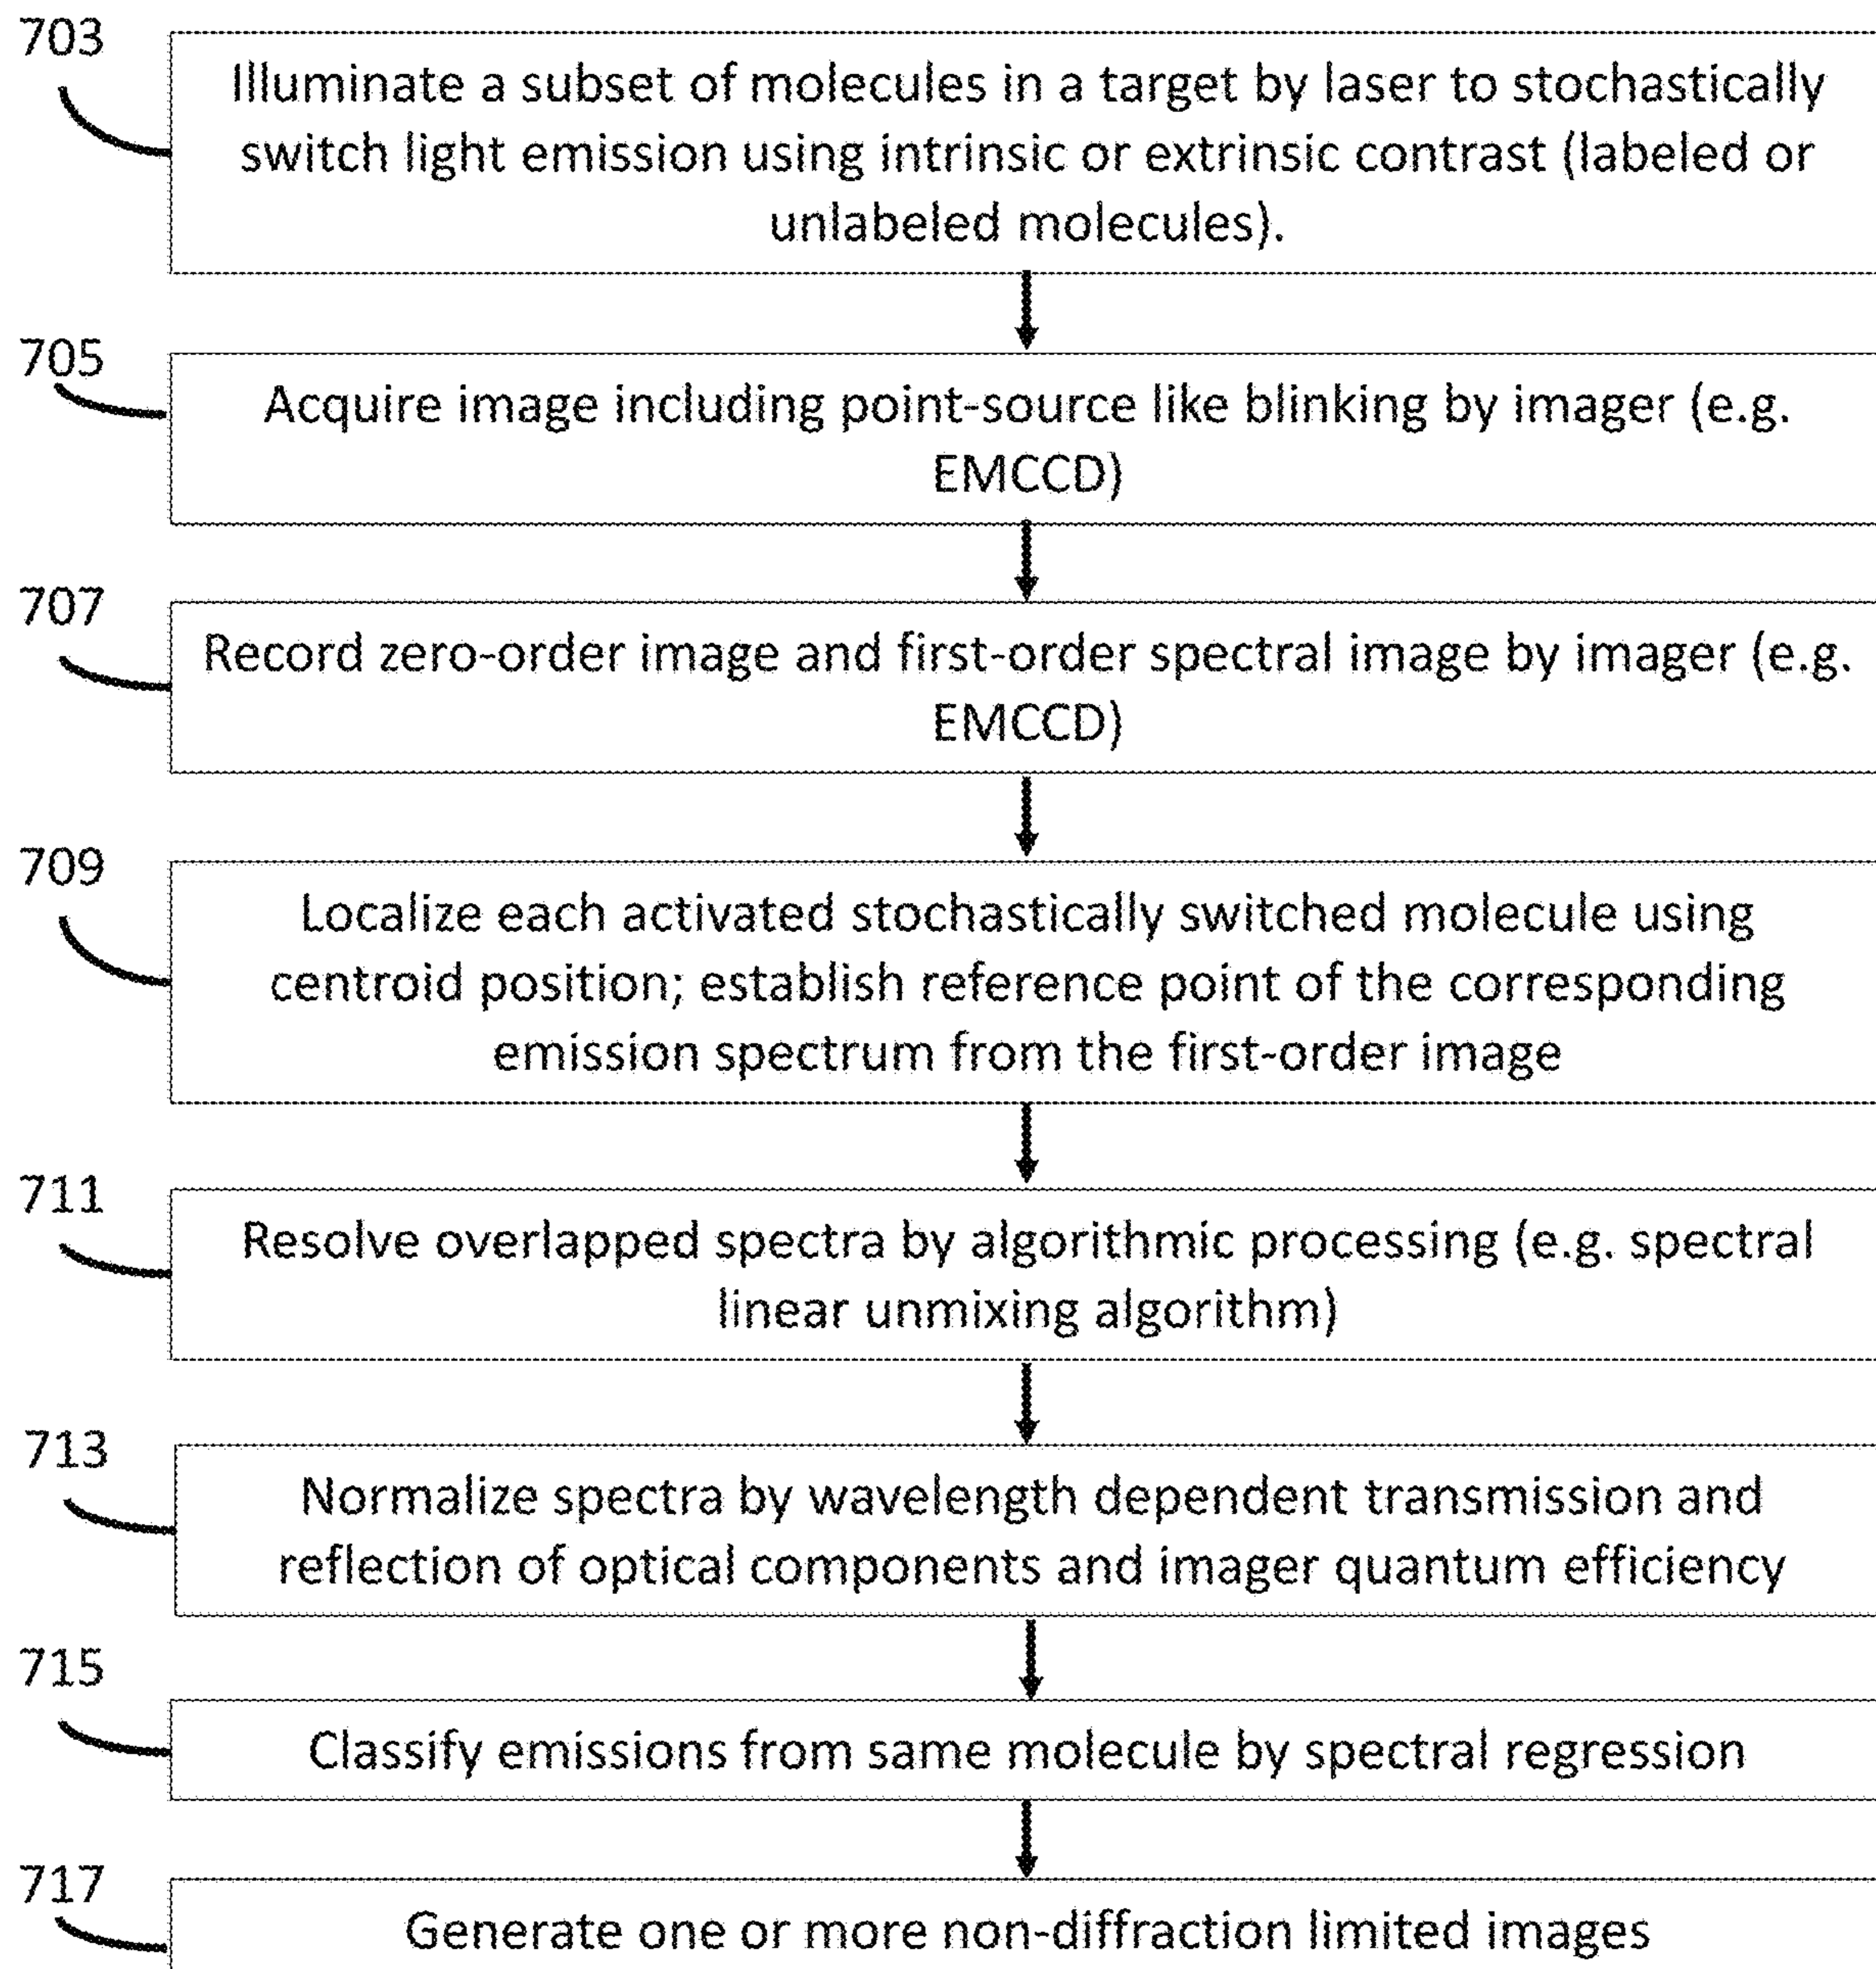 703
Illuminate a subset of molecules in a target by laser to stochastically
switch light emission using intrinsic or extrinsic contrast (labeled or
unlabeled molecules).
705
Acquire image including point-source like blinking by imager (e.g.
EMCCD)
707
Record zero-order image and first-order spectral image by imager (e.g.
EMCCD)
709
Localize each activated stochastically switched molecule using
centroid position; establish reference point of the corresponding
emission spectrum from the first-order image
711
Resolve overlapped spectra by algorithmic processing (e.g. spectral
linear unmixing algorithm)
713
Normalize spectra by wavelength dependent transmission and
reflection of optical components and imager quantum efficiency
715
Classify emissions from same molecule by spectral regression
717
Generate one or more non-diffraction limited images